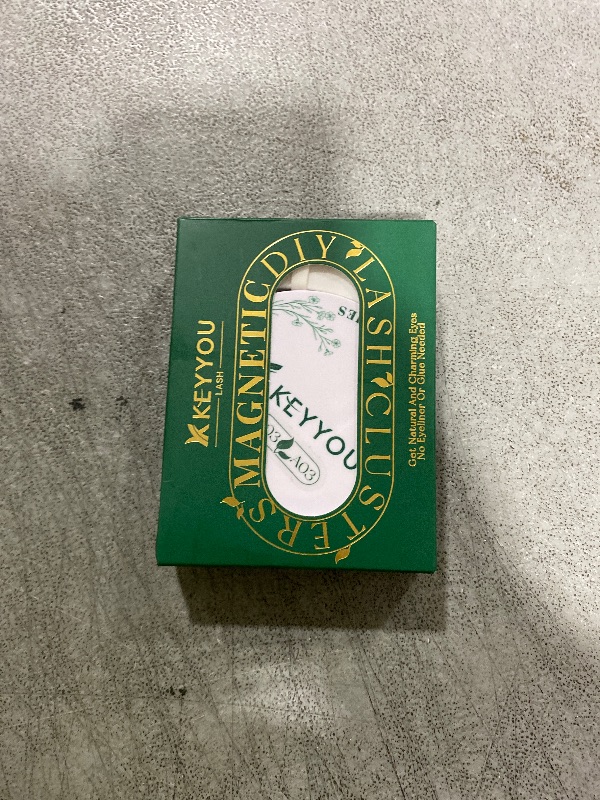 KEYYOU
LASH
MAGNETIC DIY LASH CLUSTERS
KEYYOU
A03
Get Natural And Charming Eyes
No Eyeliner Or Glue Needed